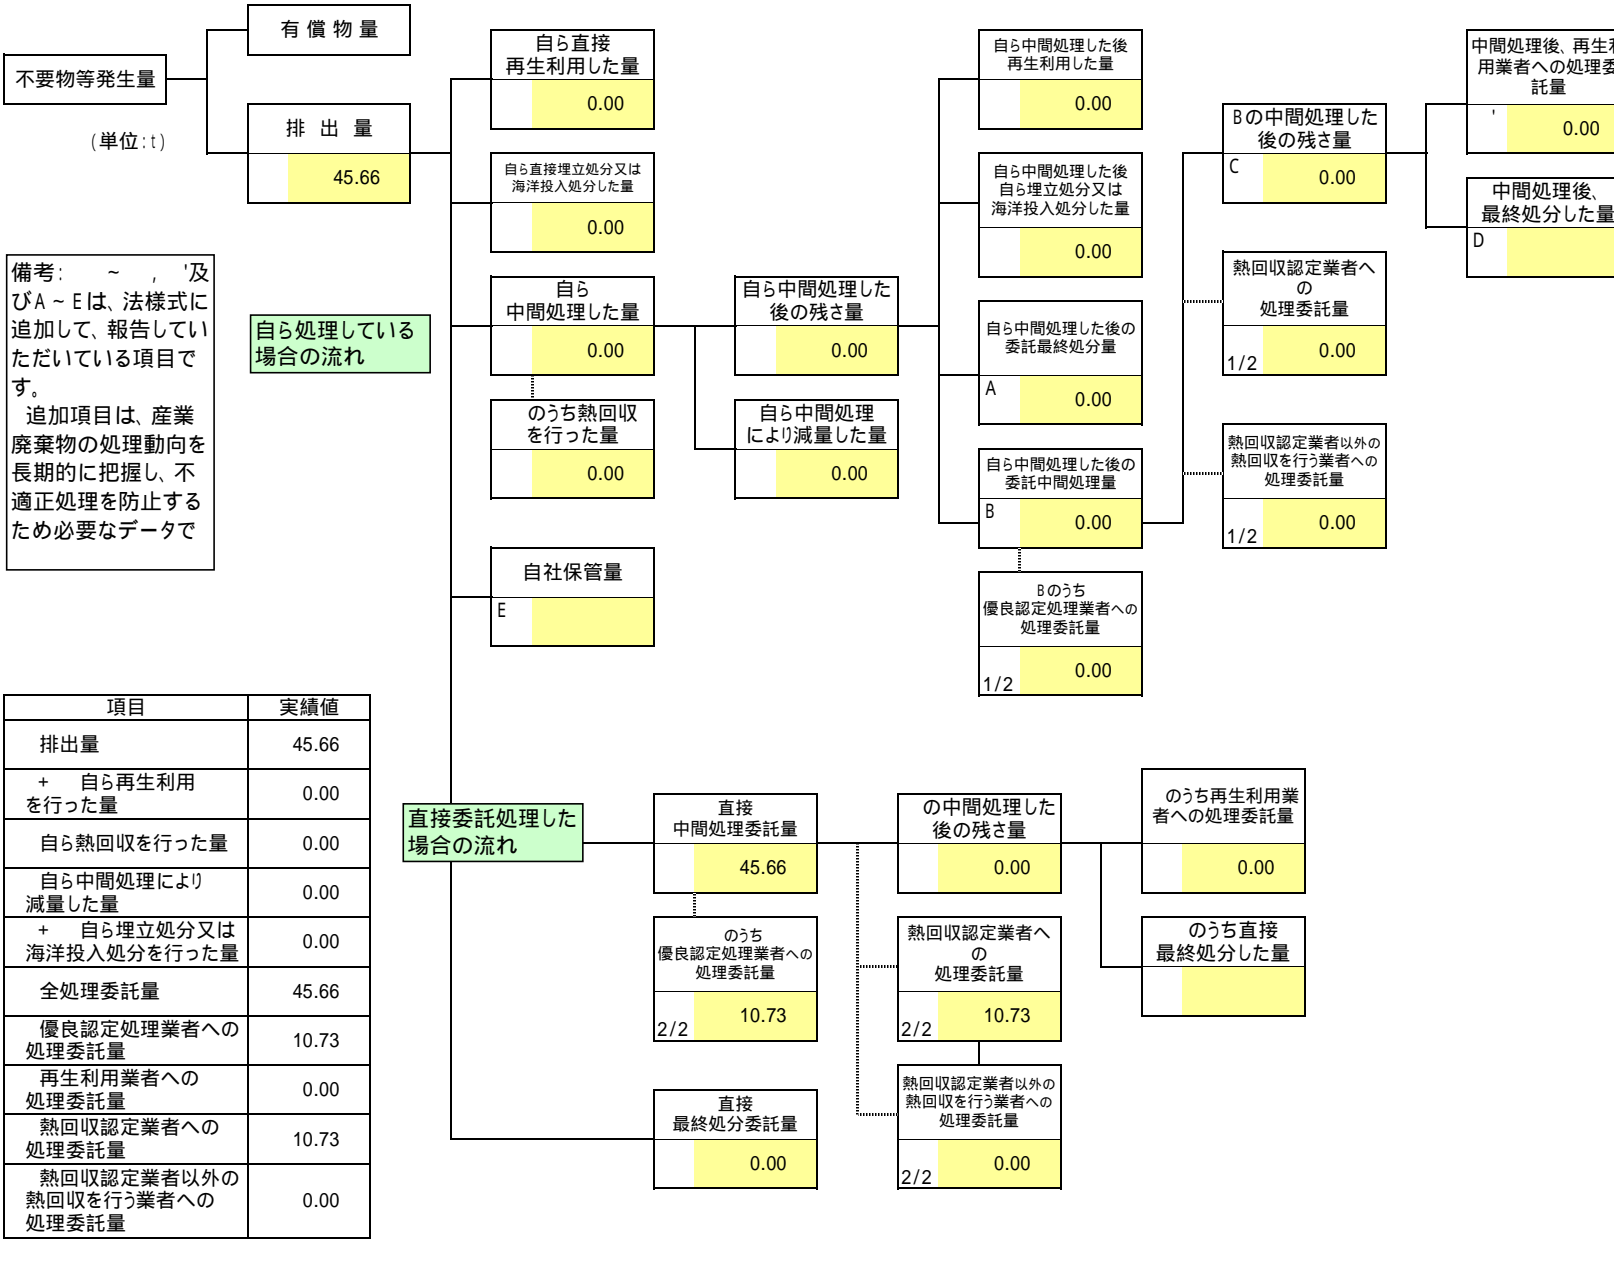 有 償 物 量
不要物等発生量
(単位:t)
排 出 量
45.66
備考: ~ , '及
びA~Eは、法様式に
追加して、報告してい
ただいている項目で
す。
追加項目は、産業
廃棄物の処理動向を
長期的に把握し、不
適正処理を防止する
ため必要なデータで
自ら処理している
場合の流れ
自ら直接
再生利用した量
0.00
自ら直接埋立処分又は
海洋投入処分した量
0.00
自ら
中間処理した量
0.00
のうち熱回収
を行った量
0.00
自社保管量
E
自ら中間処理した
後の残さ量
0.00
自ら中間処理
により減量した量
0.00
自ら中間処理した後
再生利用した量
0.00
自ら中間処理した後
自ら埋立処分又は
海洋投入処分した量
0.00
自ら中間処理した後の
委託最終処分量
A
0.00
自ら中間処理した後の
委託中間処理量
B
0.00
Bのうち
優良認定処理業者への
処理委託量
1/2
0.00
Bの中間処理した
後の残さ量
C
0.00
熱回収認定業者へ
の
処理委託量
1/2
0.00
熱回収認定業者以外の
熱回収を行う業者への
処理委託量
1/2
0.00
中間処理後、再生利
用業者への処理委
託量
'
0.00
中間処理後、
最終処分した量
D
項目 実績値
排出量 45.66
+ 自ら再生利用
を行った量
0.00
自ら熱回収を行った量 0.00
自ら中間処理により
減量した量
0.00
+ 自ら埋立処分又は
海洋投入処分を行った量
0.00
全処理委託量 45.66
優良認定処理業者への
処理委託量
10.73
再生利用業者への
処理委託量
0.00
熱回収認定業者への
処理委託量
10.73
熱回収認定業者以外の
熱回収を行う業者への
処理委託量
0.00
直接委託処理した
場合の流れ
直接
中間処理委託量
45.66
のうち
優良認定処理業者への
処理委託量
2/2
10.73
直接
最終処分委託量
0.00
の中間処理した
後の残さ量
0.00
熱回収認定業者へ
の
処理委託量
2/2
10.73
熱回収認定業者以外の
熱回収を行う業者への
処理委託量
2/2
0.00
のうち再生利用業
者への処理委託量
0.00
のうち直接
最終処分した量